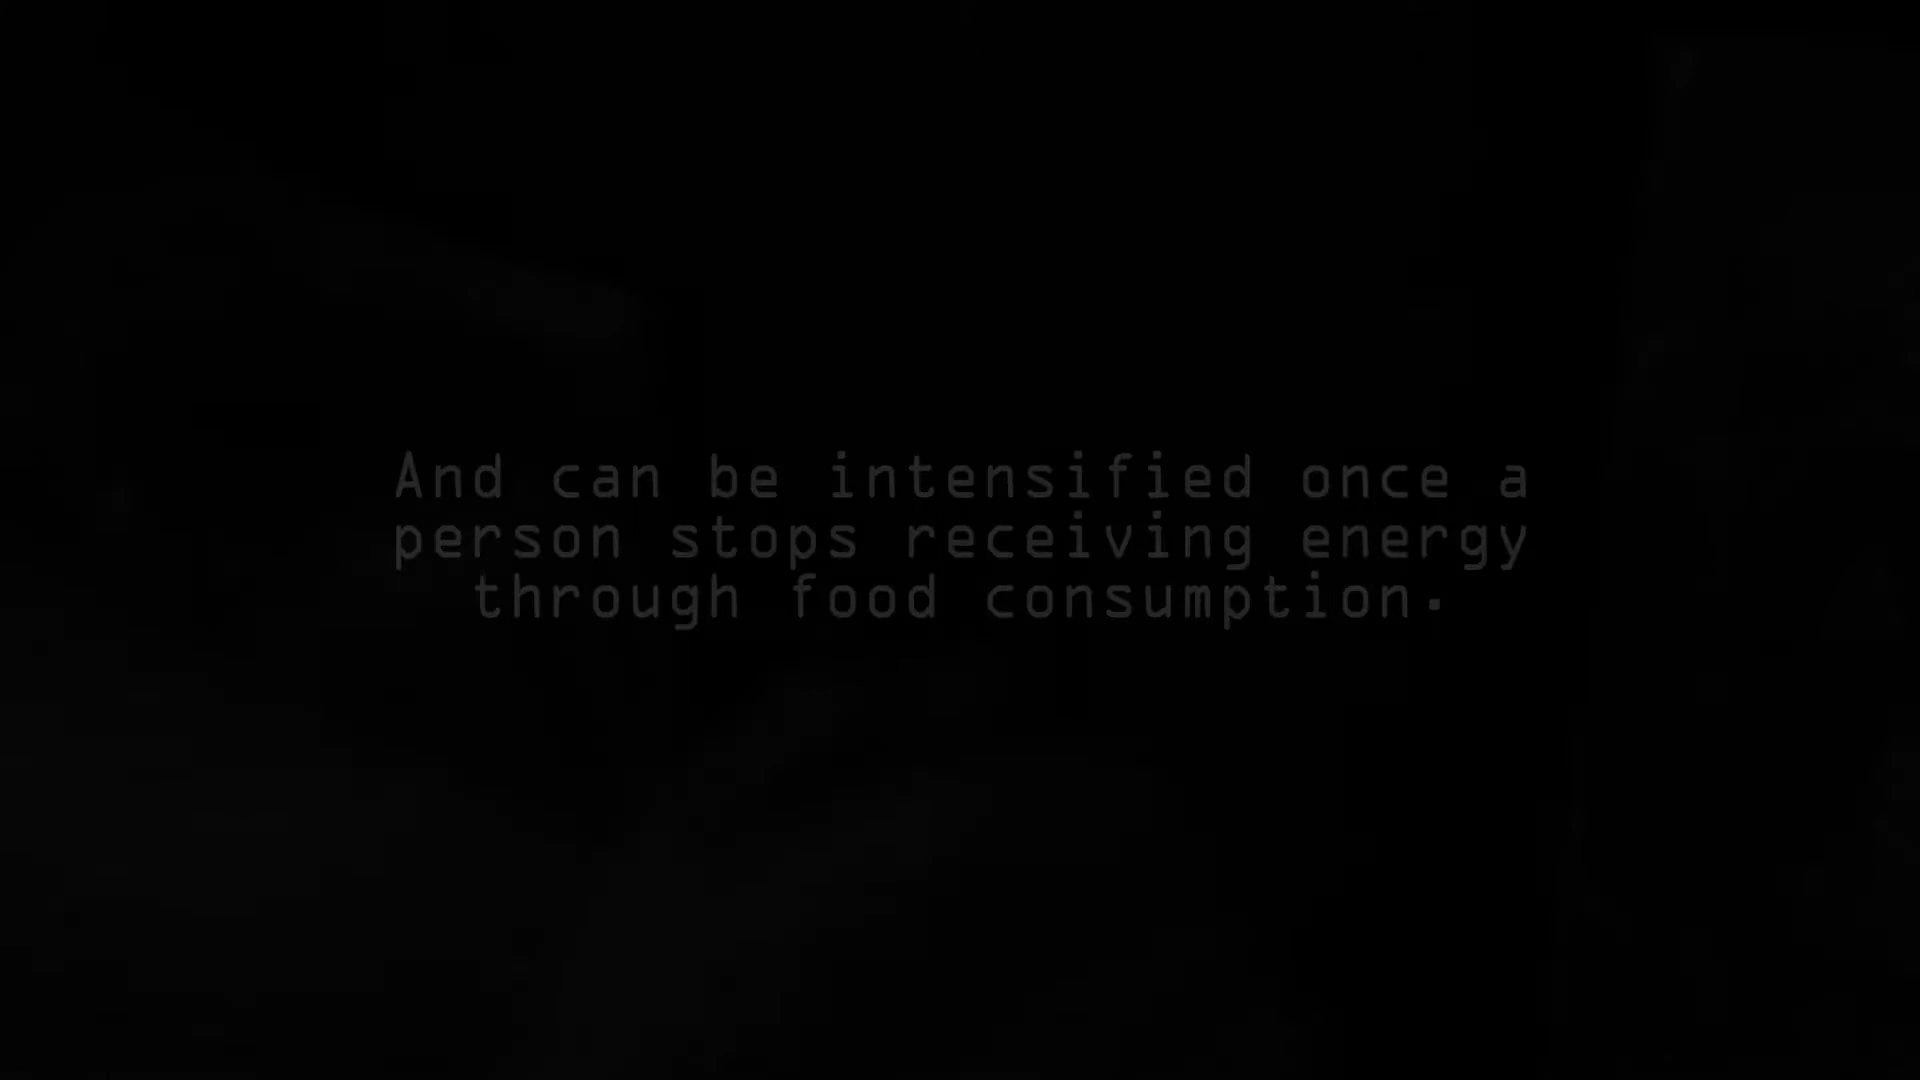 And can be intensified once a
person stops receiving energy
through food consumption.